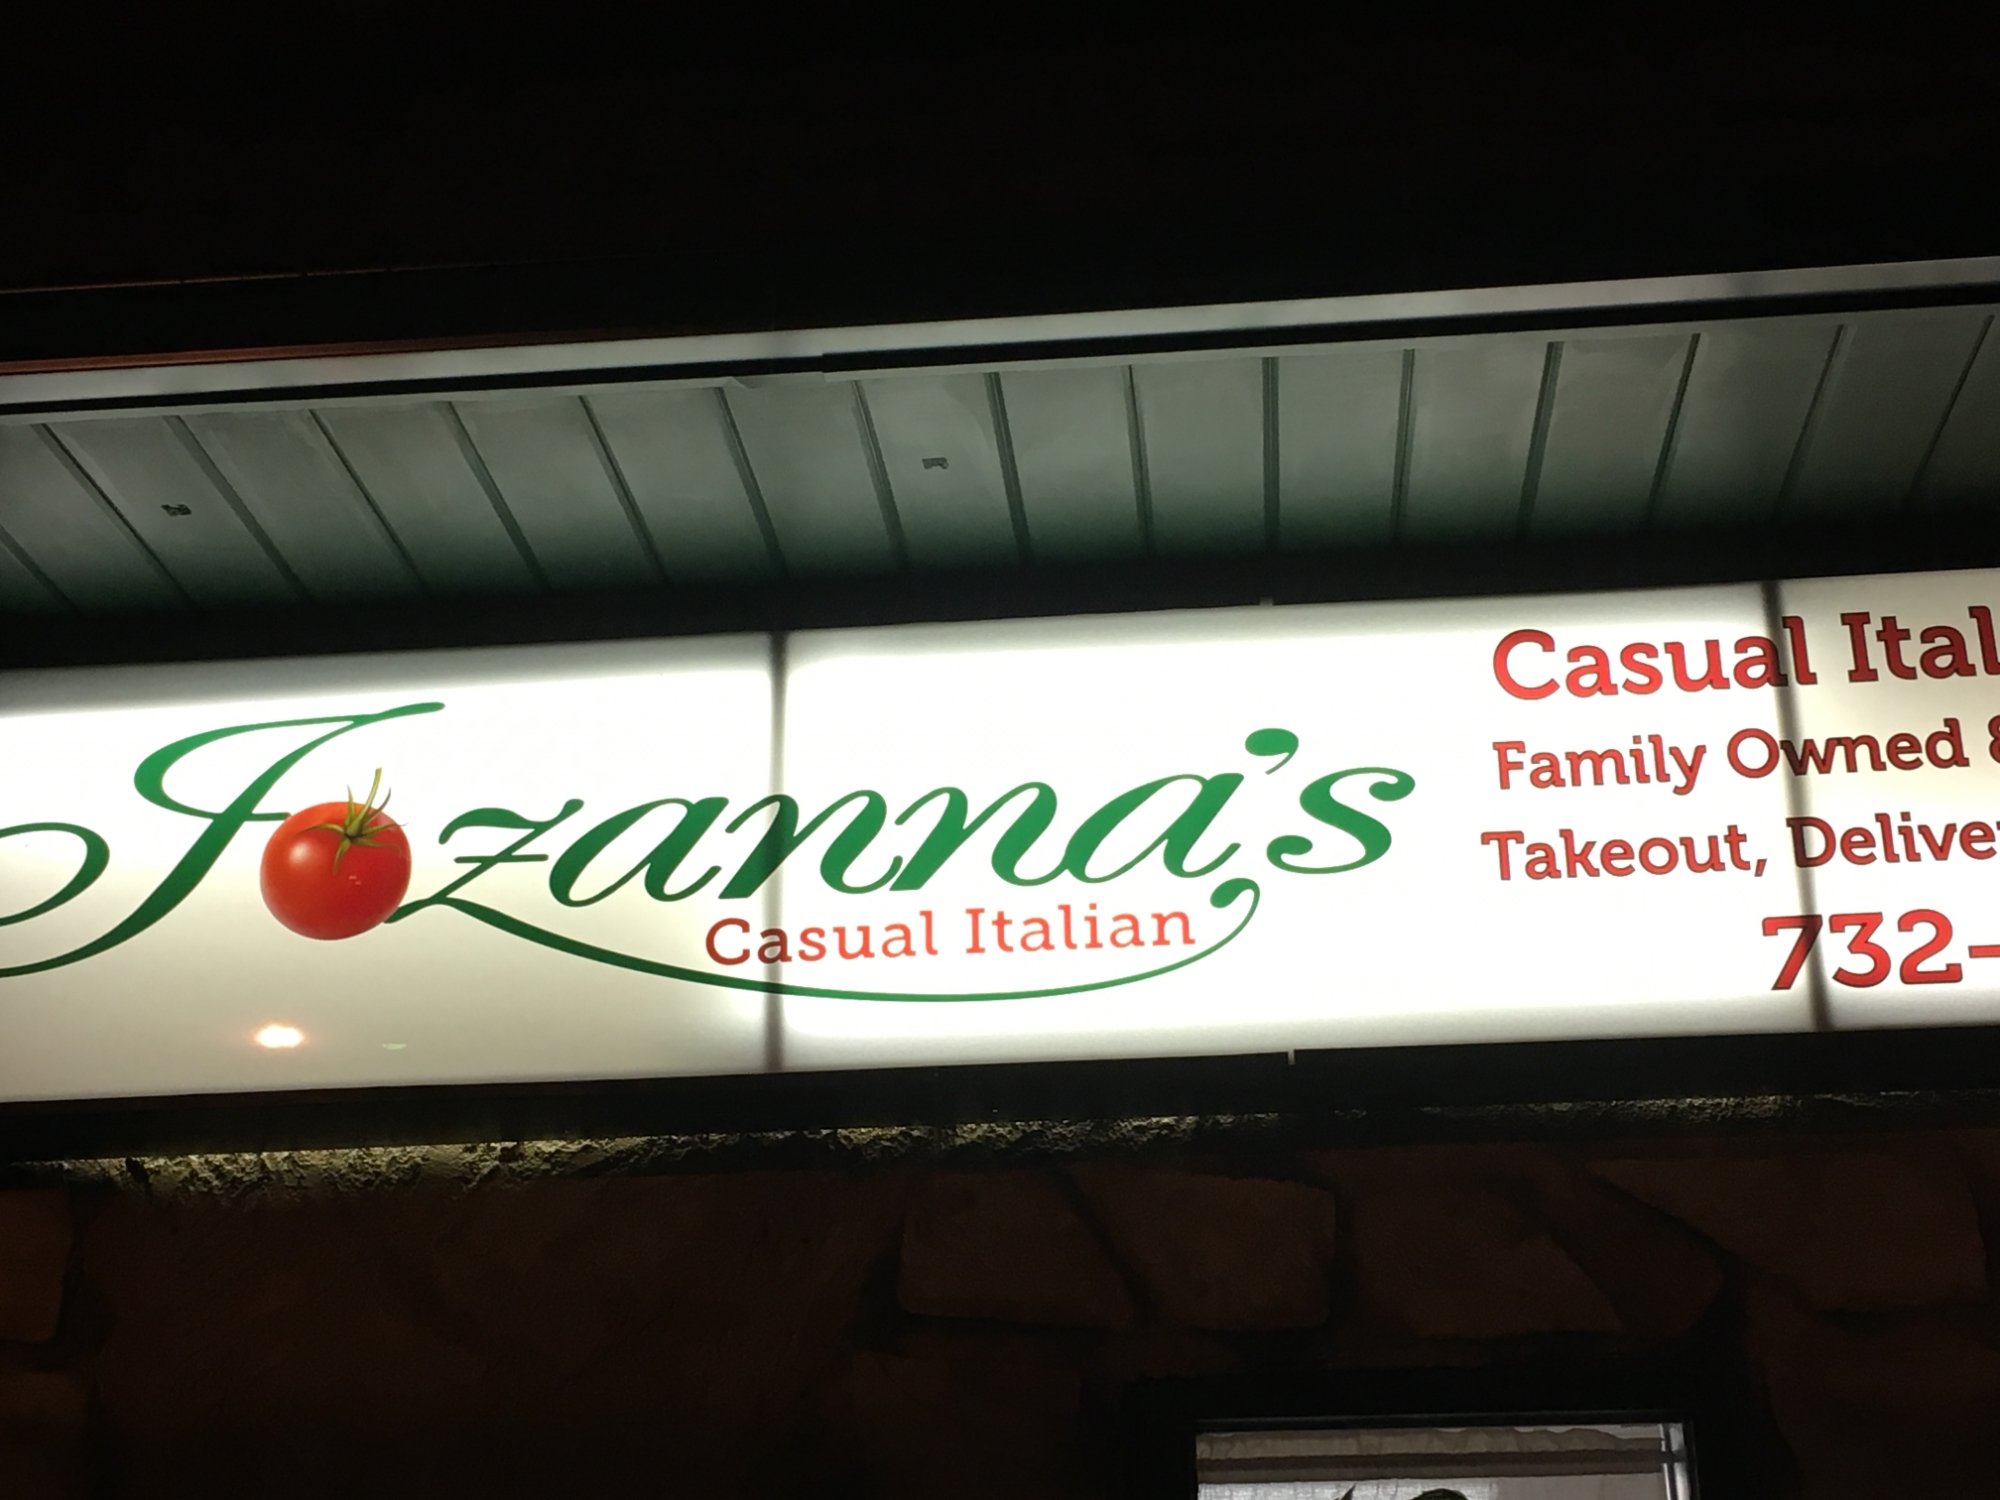 Jozanna's
Casual Italian
Casual Ital
Family Owned &
Takeout, Delive
732-